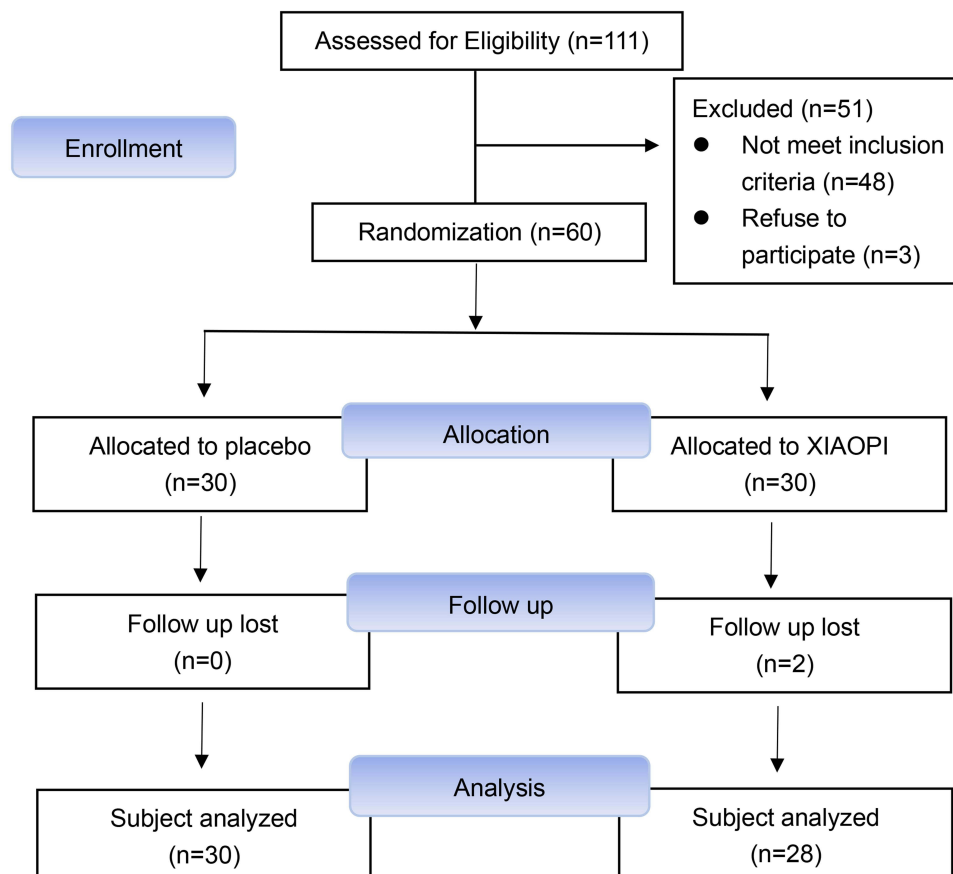 Assessed for Eligibility (n=111)
Excluded (n=51)
● Not meet inclusion
criteria (n=48)
● Refuse to
participate (n=3)
Enrollment
Randomization (n=60)
Allocation
Allocated to placebo
(n=30)
Allocated to XIAOPI
(n=30)
Follow up
Follow up lost
(n=0)
Follow up lost
(n=2)
Analysis
Subject analyzed
(n=30)
Subject analyzed
(n=28)